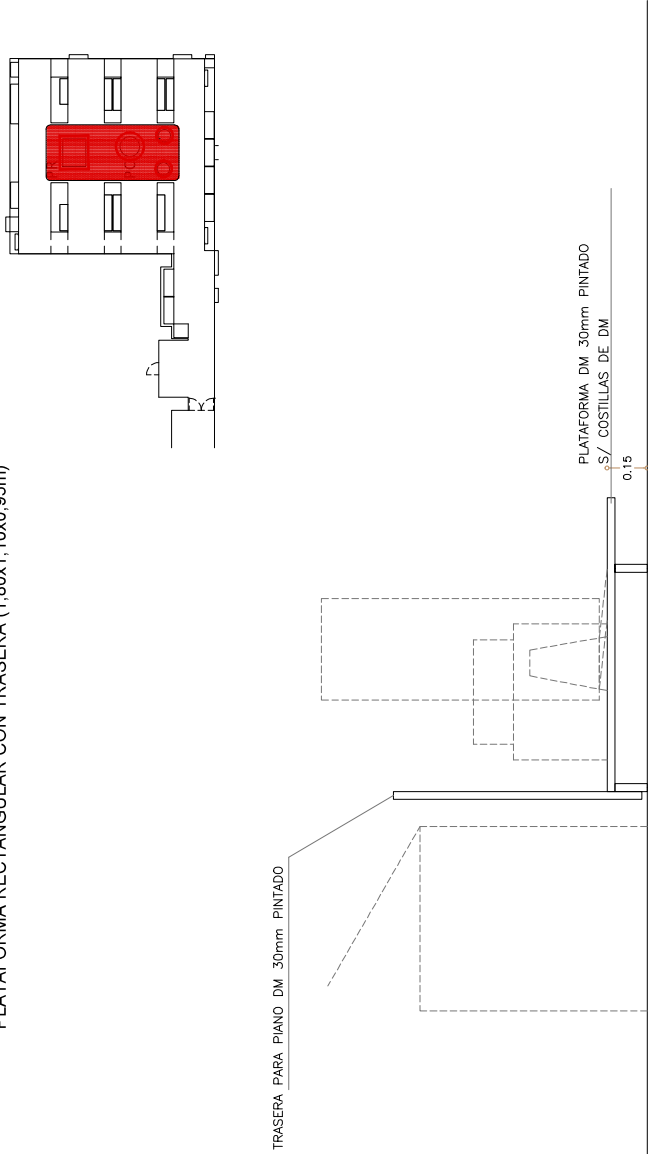 PLATAFORMA RECTANGULAR CON TRASERA (1,80x1,10x0,95m)
TRASERA PARA PIANO DM 30mm PINTADO
PLATAFORMA DM 30mm PINTADO
S/ COSTILLAS DE DM
0.15